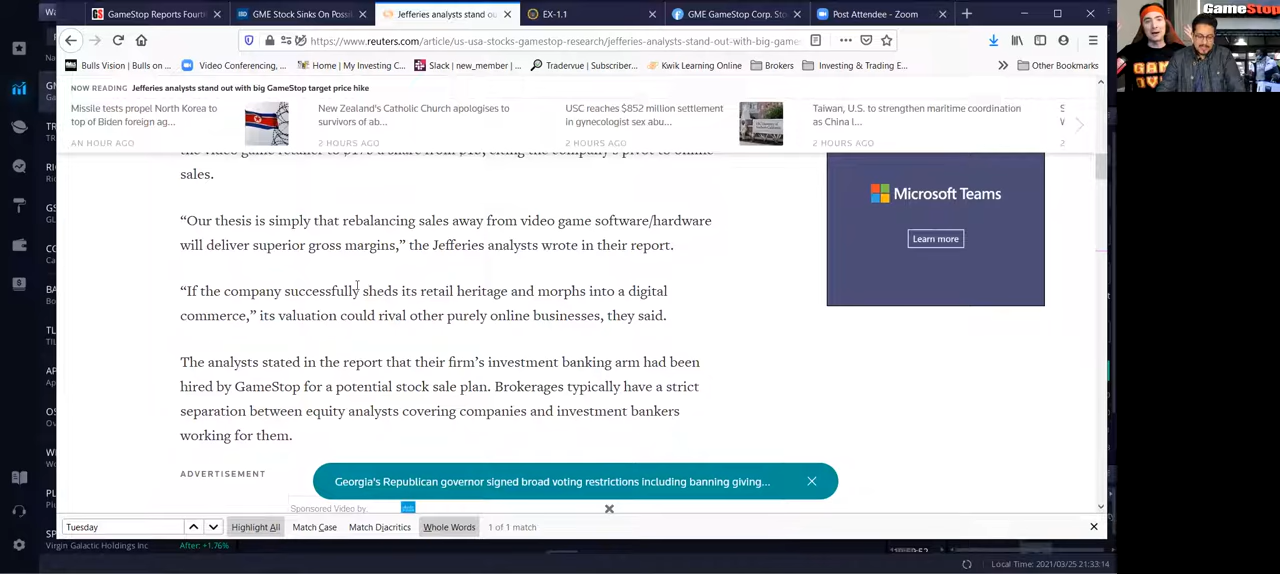 GameStop Reports Fourt
GME Stock Sinks On Possi
Jefferies analysts stand ou
EX-1.1
GME GameStop Corp. Stoc
Post Attendee - Zoom
https://www.reuters.com/article/us-usa-stocks-gamestop-research/jefferies-analysts-stand-out-with-big-game
Bulls Vision | Bulls on ...
Video Conferencing, ...
Home | My Investing C...
Slack | new_member | ...
FilingServue | Subscriber...
Kwik Learning Online
Brokers
Investing & Trading E...
Other Bookmarks
NOW READING Jefferies analysts stand out with big GameStop target price hike
Missile tests propel North Korea to
top of Biden foreign ag...
AN HOUR AGO
New Zealand's Catholic Church apologises to
survivors of ab...
2 HOURS AGO
USC reaches $852 million settlement
in gynecologist sex abu...
2 HOURS AGO
Taiwan, U.S. to strengthen maritime coordination
as China l...
2 HOURS AGO
sales.
“Our thesis is simply that rebalancing sales away from video game software/hardware
will deliver superior gross margins,” the Jefferies analysts wrote in their report.
“If the company successfully sheds its retail heritage and morphs into a digital
commerce,” its valuation could rival other purely online businesses, they said.
The analysts stated in the report that their firm’s investment banking arm had been
hired by GameStop for a potential stock sale plan. Brokerages typically have a strict
separation between equity analysts covering companies and investment bankers
working for them.
ADVERTISEMENT
Microsoft Teams
Learn more
Georgia's Republican governor signed broad voting restrictions including banning giving...
Sponsored Video by.
Tuesday
Highlight All
Match Case
Match Diacritics
Whole Words
1 of 1 match
Virgin Galactic Holdings Inc
After: +1.76%
Local Time: 2021/03/25 21:33:14
GameStop